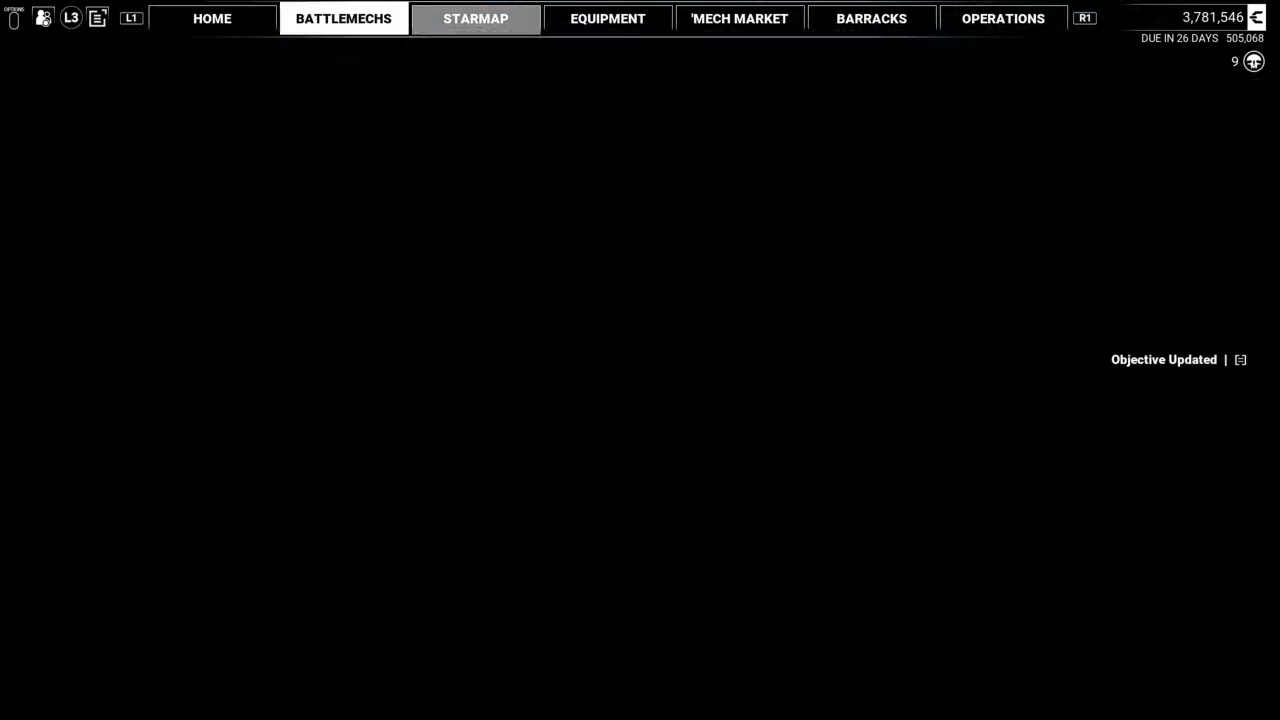 OPTIONS
L3
L1
HOME
BATTLEMECHS
STARMAP
EQUIPMENT
'MECH MARKET
BARRACKS
OPERATIONS
R1
3,781,546
DUE IN 26 DAYS 505,068
9
Objective Updated |